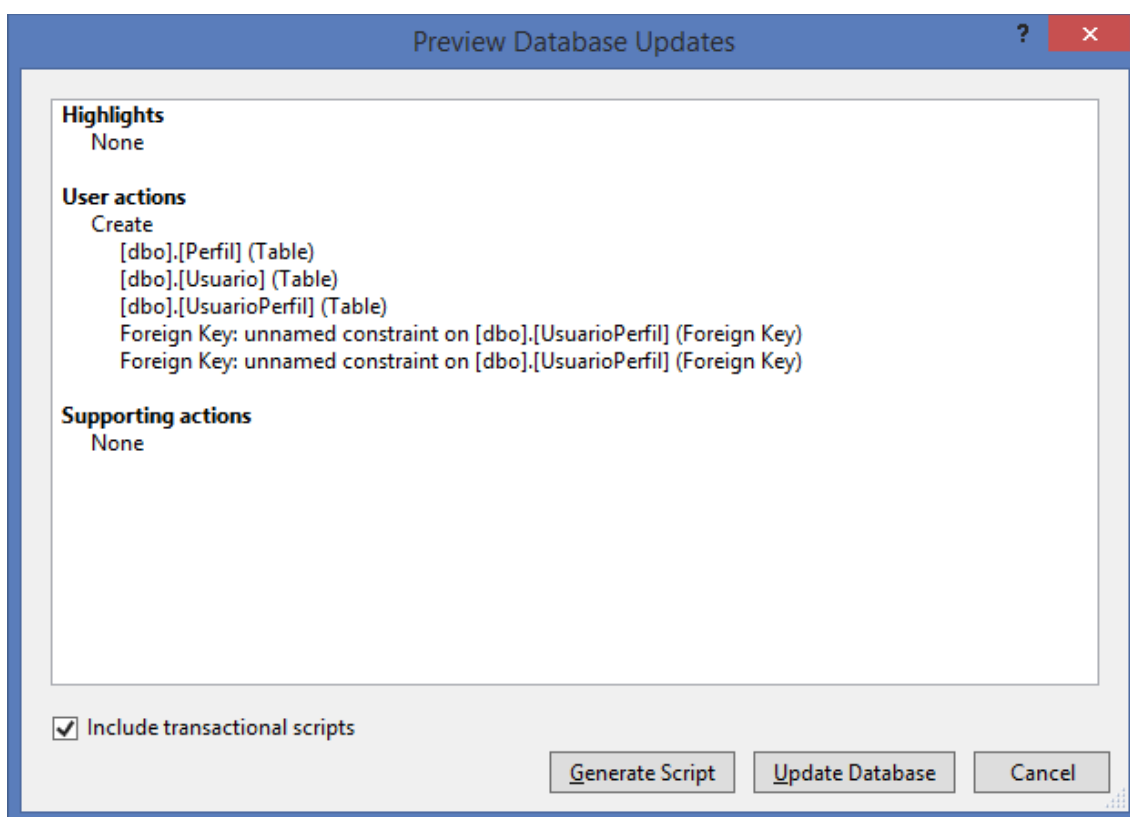 Preview Database Updates
?
Highlights
None
User actions
Create
[dbo].[Perfil] (Table)
[dbo].[Usuario] (Table)
[dbo].[UsuarioPerfil] (Table)
Foreign Key: unnamed constraint on [dbo].[UsuarioPerfil] (Foreign Key)
Foreign Key: unnamed constraint on [dbo].[UsuarioPerfil] (Foreign Key)
Supporting actions
None
Include transactional scripts
Generate Script
Update Database
Cancel